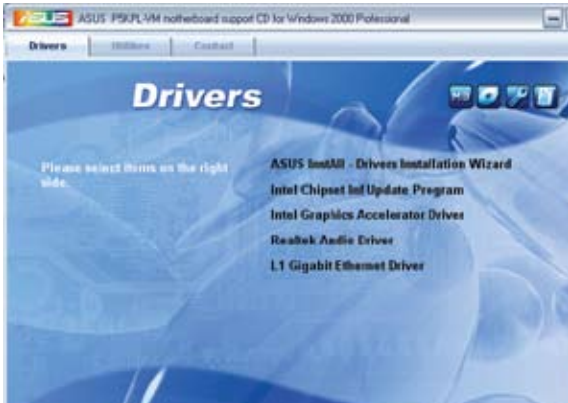 ASUS P5KPL-VM motherboard support CD for Windows 2000 Professional
Drivers Utilities Contact
Drivers
Please select items on the right
side.
ASUS InstAll - Drivers Installation Wizard
Intel Chipset Inf Update Program
Intel Graphics Accelerator Driver
Realtek Audio Driver
L1 Gigabit Ethernet Driver